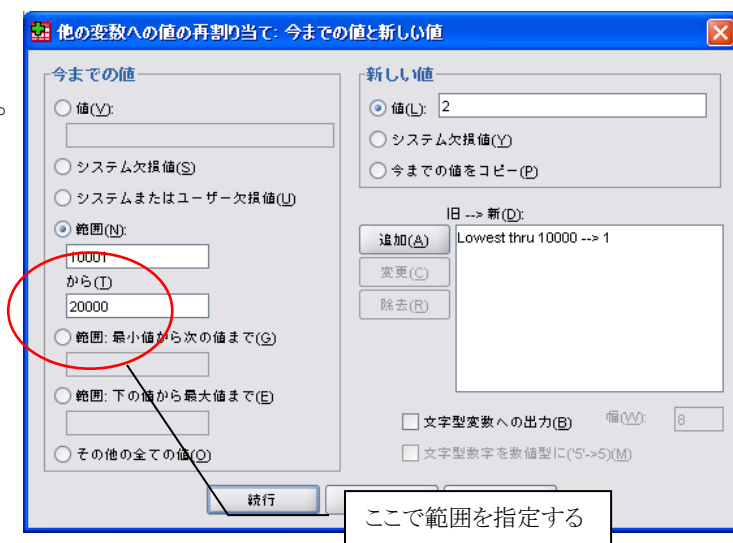 他の変数への値の再割り当て: 今までの値と新しい値
。
今までの値
値(V):
システム欠損値(S)
システムまたはユーザー欠損値(U)
範囲(N):
10001
から(T)
20000
範囲: 最小値から次の値まで(G)
範囲: 下の値から最大値まで(E)
その他の全ての値(O)
新しい値
値(L): 2
システム欠損値(Y)
今までの値をコピー(P)
旧 --> 新(D):
追加(A)
Lowest thru 10000 --> 1
変更(C)
除去(R)
文字型変数への出力(B) 幅(W): 8
文字型数字を数値型に('5'->5)(M)
続行
ここで範囲を指定する